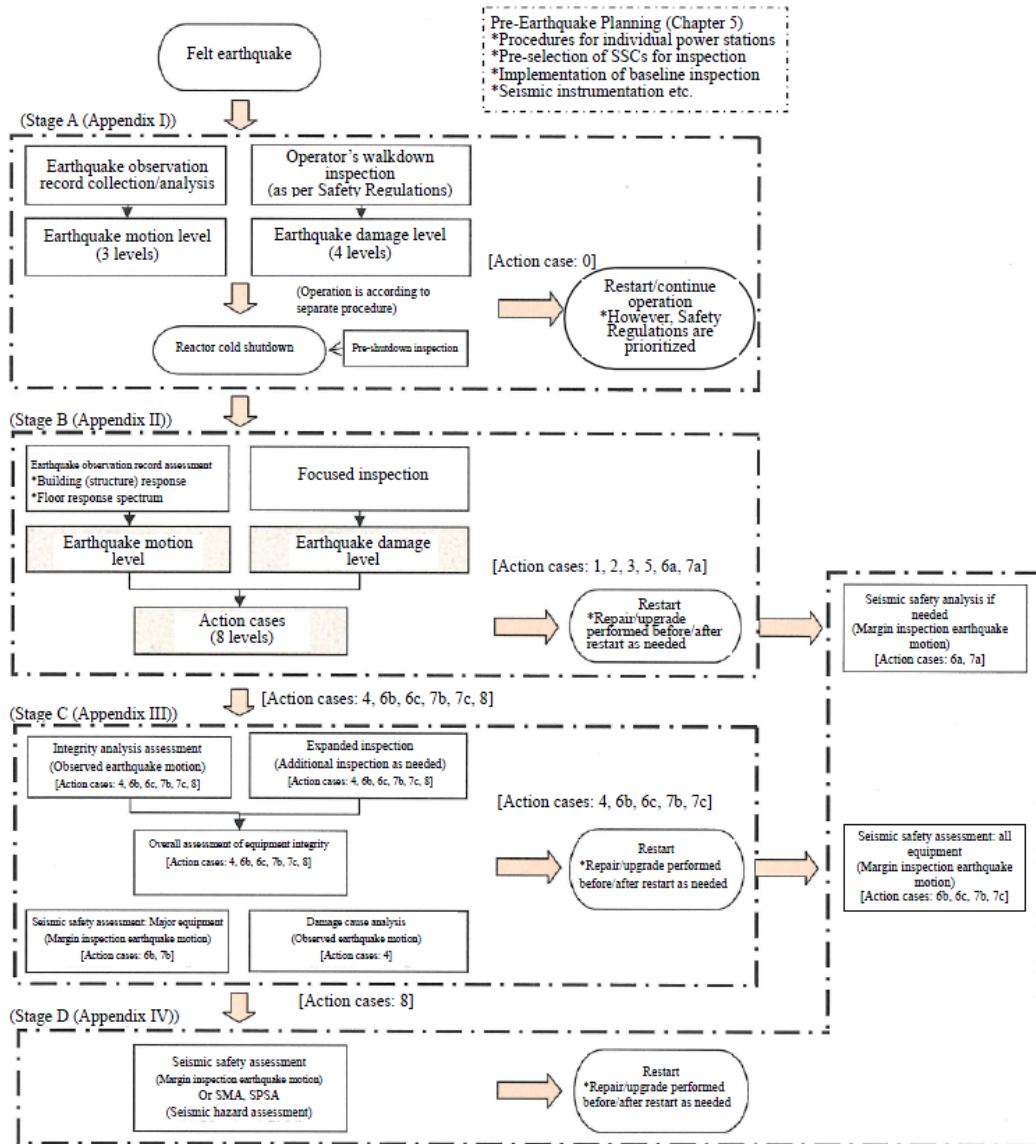 Felt earthquake
Pre-Earthquake Planning (Chapter 5)
*Procedures for individual power stations
*Pre-selection of SSCs for inspection
*Implementation of baseline inspection
*Seismic instrumentation etc.
(Stage A (Appendix I))
Earthquake observation
record collection/analysis
Operator's walkdown
inspection
(as per Safety Regulations)
Earthquake motion level
(3 levels)
Earthquake damage level
(4 levels)
[Action case: 0]
(Operation is according to
separate procedure)
Restart/continue
operation
*However, Safety
Regulations are
prioritized
Reactor cold shutdown
Pre-shutdown inspection
(Stage B (Appendix II))
Earthquake observation record assessment
*Building (structure) response
*Floor response spectrum
Focused inspection
Earthquake motion
level
Earthquake damage
level
[Action cases: 1, 2, 3, 5, 6a, 7a]
Action cases
(8 levels)
Restart
*Repair/upgrade
performed before/after
restart as needed
Seismic safety analysis if
needed
(Margin inspection earthquake
motion)
[Action cases: 6a, 7a]
[Action cases: 4, 6b, 6c, 7b, 7c, 8]
(Stage C (Appendix III))
Integrity analysis assessment
(Observed earthquake motion)
[Action cases: 4, 6b, 6c, 7b, 7c, 8]
Expanded inspection
(Additional inspection as needed)
[Action cases: 4, 6b, 6c, 7b, 7c, 8]
[Action cases: 4, 6b, 6c, 7b, 7c]
Overall assessment of equipment integrity
[Action cases: 4, 6b, 6c, 7b, 7c, 8]
Restart
*Repair/upgrade performed
before/after restart as needed
Seismic safety assessment: all
equipment
(Margin inspection earthquake
motion)
[Action cases: 6b, 6c, 7b, 7c]
Seismic safety assessment: Major equipment
(Margin inspection earthquake motion)
[Action cases: 6b, 7b]
Damage cause analysis
(Observed earthquake motion)
[Action cases: 4]
[Action cases: 8]
(Stage D (Appendix IV))
Seismic safety assessment
(Margin inspection earthquake motion)
Or SMA, SPSA
(Seismic hazard assessment)
Restart
*Repair/upgrade performed
before/after restart as needed